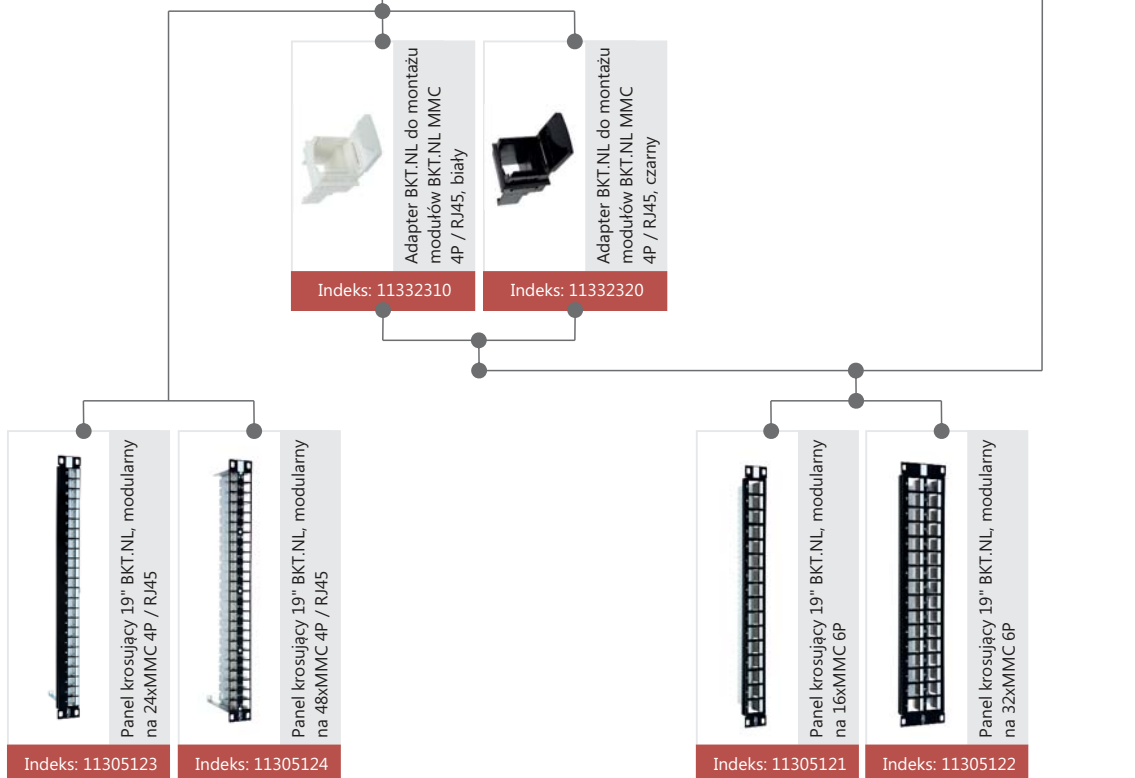 Adapter BKT.NL do montażu
modułów BKT.NL MMC
4P / RJ45, biały
Indeks: 11332310
Adapter BKT.NL do montażu
modułów BKT.NL MMC
4P / RJ45, czarny
Indeks: 11332320
Panel krosujący 19" BKT.NL, modularny
na 24xMMC 4P / RJ45
Indeks: 11305123
Panel krosujący 19" BKT.NL, modularny
na 48xMMC 4P / RJ45
Indeks: 11305124
Panel krosujący 19" BKT.NL, modularny
na 16xMMC 6P
Indeks: 11305121
Panel krosujący 19" BKT.NL, modularny
na 32xMMC 6P
Indeks: 11305122